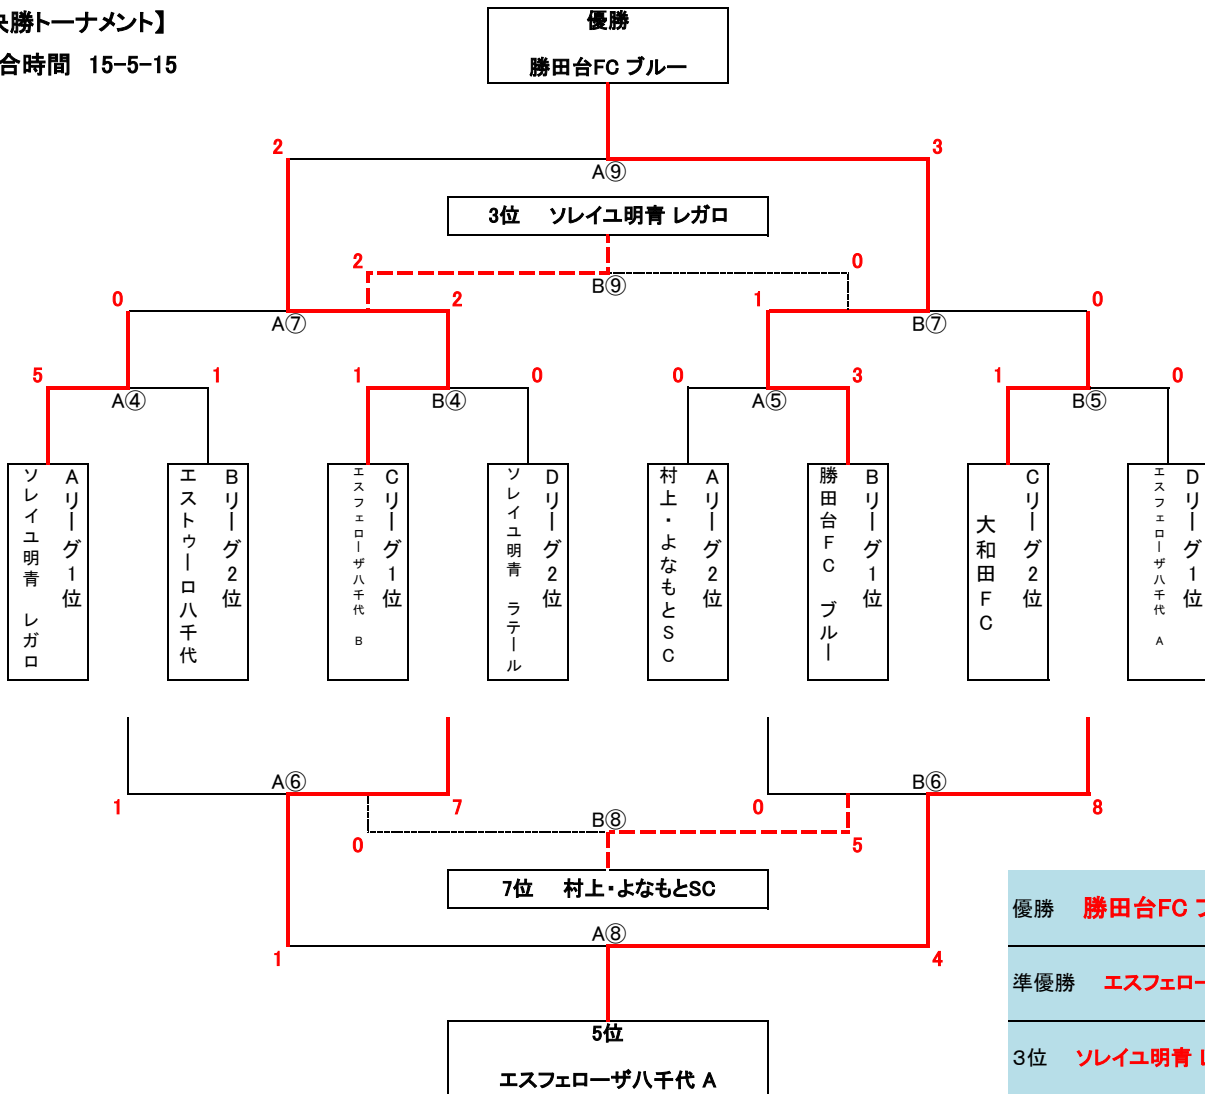 決勝トーナメント】
合時間 15-5-15
優勝
勝田台FC ブルー
2
3
A⑨
3位 ソレイユ明青 レガロ
2
0
B⑨
0
2
1
0
A⑦
B⑦
5
1
1
0
0
3
1
0
A④
B④
A⑤
B⑤
Aリーグ1位
ソレイユ明青 レガロ
Bリーグ2位
エストゥーロ八千代
Cリーグ1位
エスフェローザ八千代 B
Dリーグ2位
ソレイユ明青 ラテール
Aリーグ2位
村上・よなもとSC
Bリーグ1位
勝田台FC ブルー
Cリーグ2位
大和田FC
Dリーグ1位
エスフェローザ八千代 A
A⑥
B⑥
1
7
0
8
B⑧
0
5
7位 村上・よなもとSC
A⑧
1
4
5位
エスフェローザ八千代 A
優勝 勝田台FC
準優勝 エスフェロー
3位 ソレイユ明青